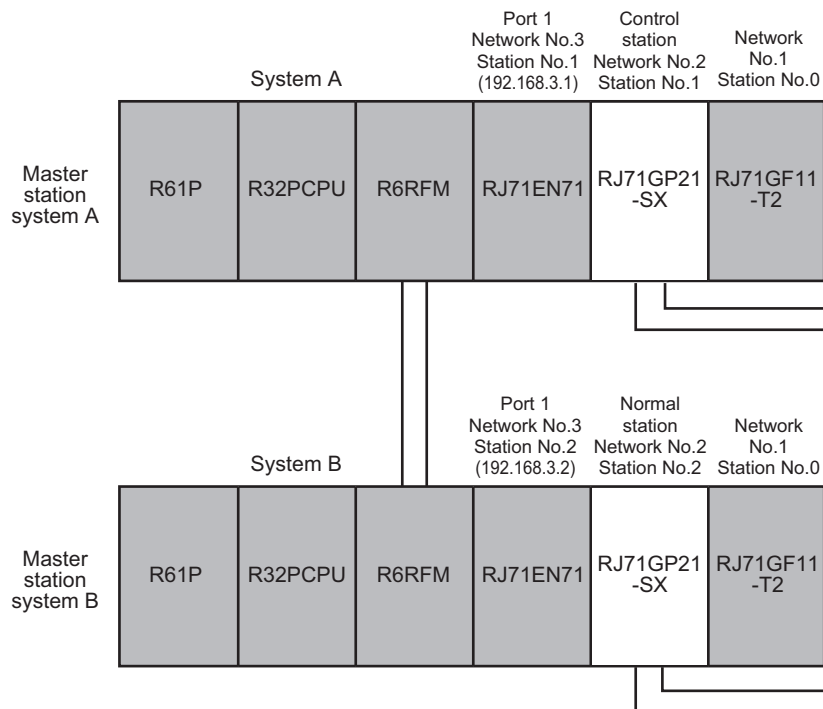 Port 1
Network No.3
Station No.1
(192.168.3.1)
Control
station
Network No.2
Station No.1
Network
No.1
Station No.0
System A
Master
station
system A
R61P
R32PCPU
R6RFM
RJ71EN71
RJ71GP21
-SX
RJ71GF11
-T2
Port 1
Network No.3
Station No.2
(192.168.3.2)
Normal
station
Network No.2
Station No.2
Network
No.1
Station No.0
System B
Master
station
system B
R61P
R32PCPU
R6RFM
RJ71EN71
RJ71GP21
-SX
RJ71GF11
-T2